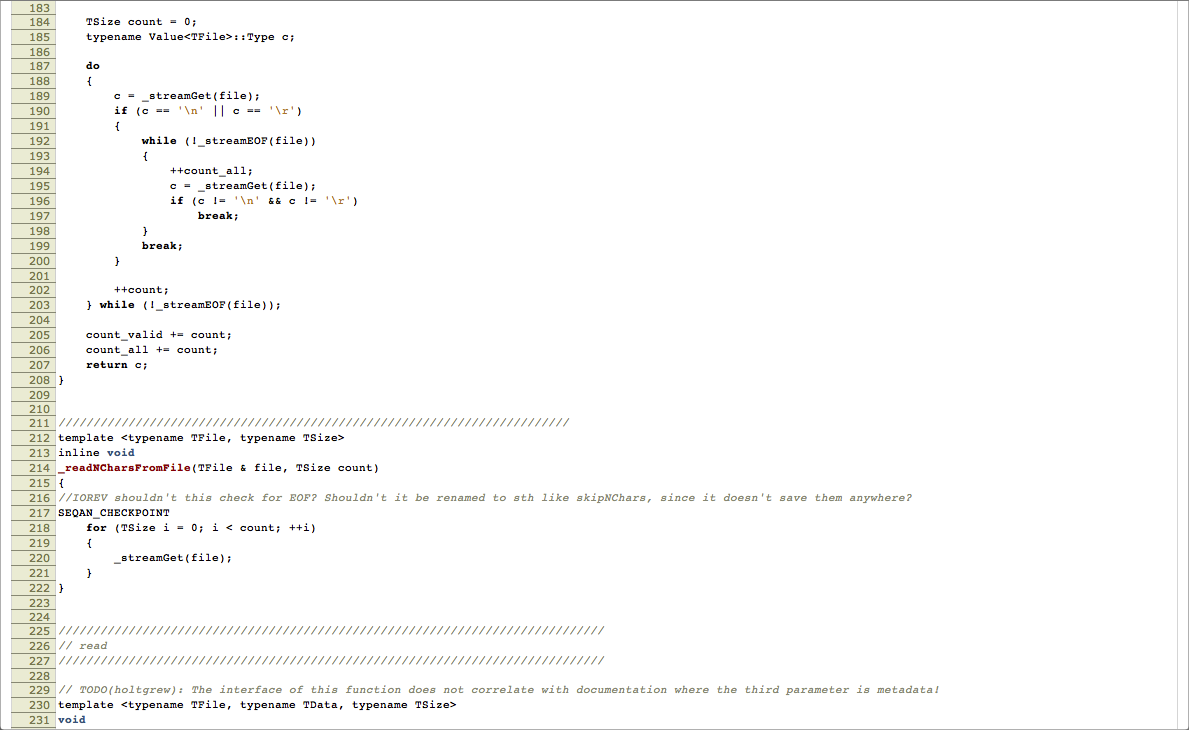 183
184     TSize count = 0;
185     typename Value<TFile>::Type c;
186
187     do
188     {
189         c = _streamGet(file);
190         if (c == '\n' || c == '\r')
191         {
192             while (!_streamEOF(file))
193             {
194                 ++count_all;
195                 c = _streamGet(file);
196                 if (c != '\n' && c != '\r')
197                     break;
198             }
199             break;
200         }
201
202         ++count;
203     } while (!_streamEOF(file));
204
205     count_valid += count;
206     count_all += count;
207     return c;
208 }
209
210
211 /////////////////////////////////////////////////////////////////////////
212 template <typename TFile, typename TSize>
213 inline void
214 _readNCharsFromFile(TFile & file, TSize count)
215 {
216 //IOREV shouldn't this check for EOF? Shouldn't it be renamed to sth like skipNChars, since it doesn't save them anywhere?
217 SEQAN_CHECKPOINT
218     for (TSize i = 0; i < count; ++i)
219     {
220         _streamGet(file);
221     }
222 }
223
224
225 //////////////////////////////////////////////////////////////////////////////
226 // read
227 //////////////////////////////////////////////////////////////////////////////
228
229 // TODO(holtgrew): The interface of this function does not correlate with documentation where the third parameter is metadata!
230 template <typename TFile, typename TData, typename TSize>
231 void